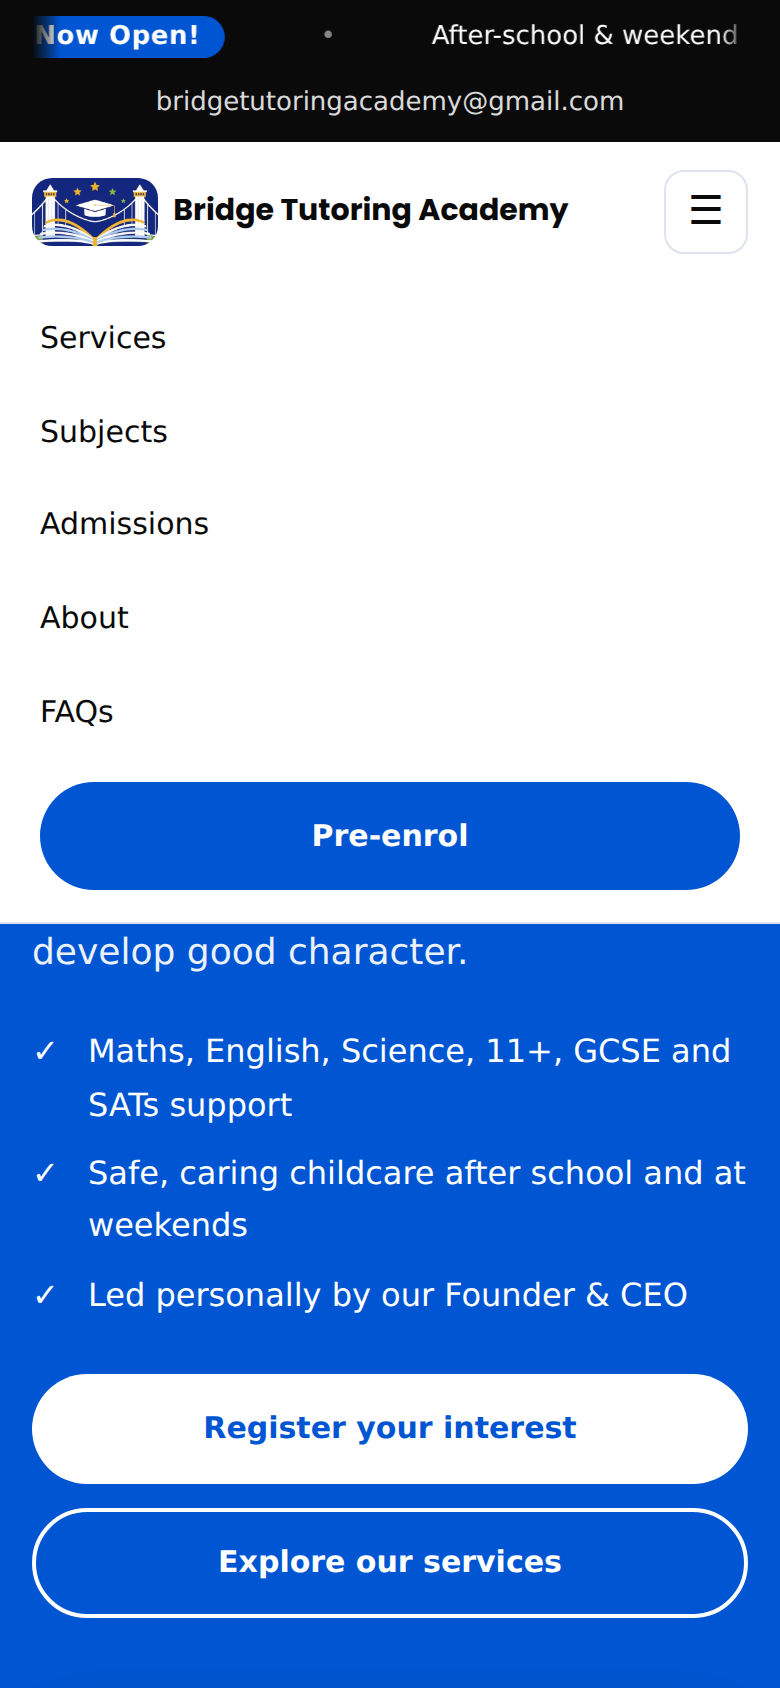 Now Open!
•
After-school & weekend
bridgetutoringacademy@gmail.com
Bridge Tutoring Academy
☰
Services
Subjects
Admissions
About
FAQs
Pre-enrol
develop good character.
✓ Maths, English, Science, 11+, GCSE and
SATs support
✓ Safe, caring childcare after school and at
weekends
✓ Led personally by our Founder & CEO
Register your interest
Explore our services